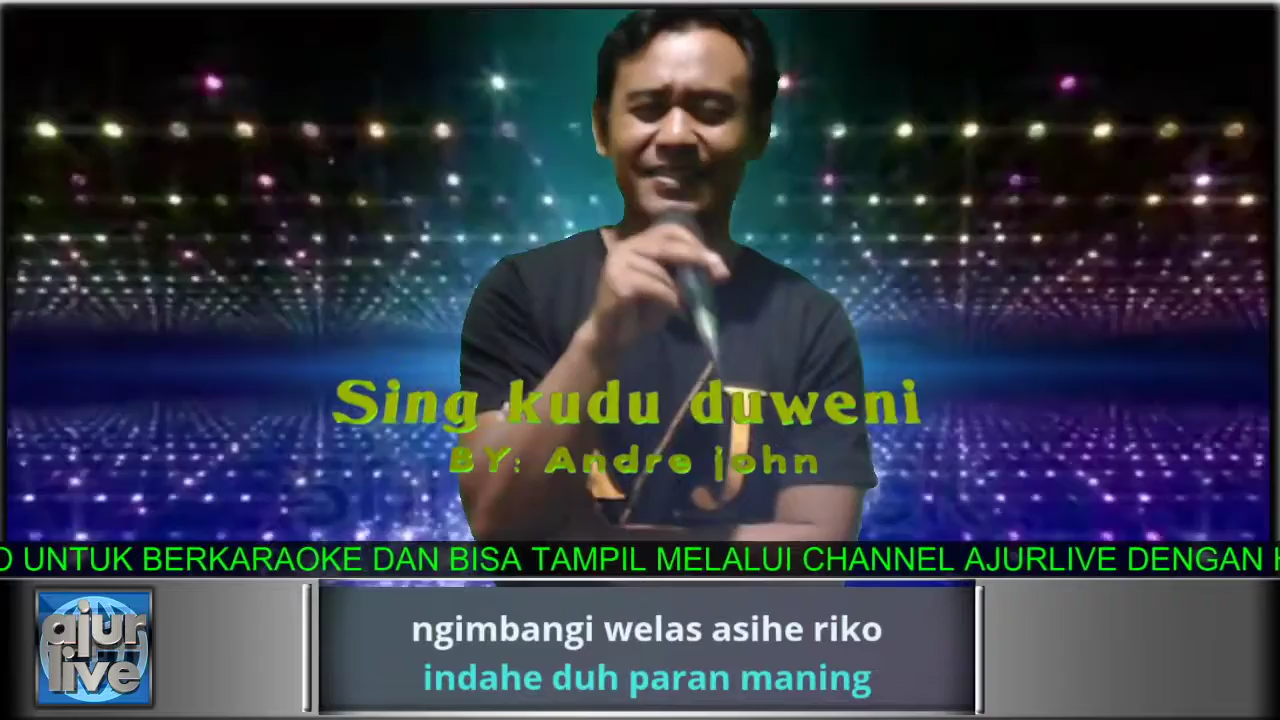 J
Sing kudu duweni
BY: Andre john
UNTUK BERKARAOKE DAN BISA TAMPIL MELALUI CHANNEL AJURLIVE DENGAN
ajur
live
ngimbangi welas asihe riko
indahe duh paran maning